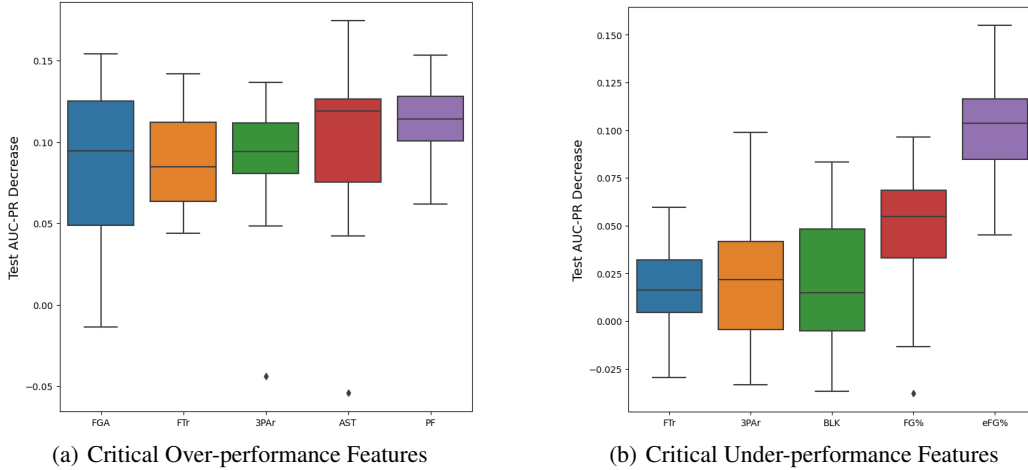 Test AUC-PR Decrease
0.15
0.10
0.05
0.00
−0.05
FGA FTr 3PAr AST PF
(a) Critical Over-performance Features
Test AUC-PR Decrease
0.150
0.125
0.100
0.075
0.050
0.025
0.000
−0.025
FTr 3PAr BLK FG% eFG%
(b) Critical Under-performance Features